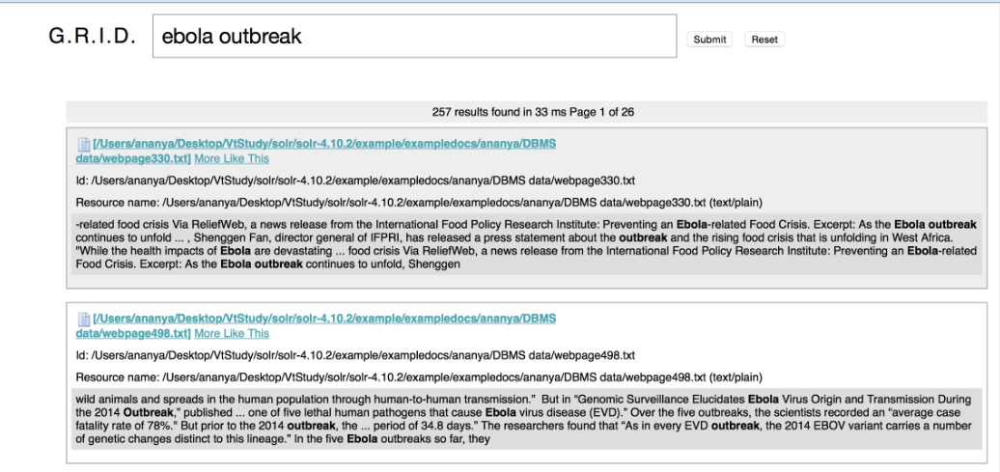 G.R.I.D. ebola outbreak Submit Reset
257 results found in 33 ms Page 1 of 26
[/Users/ananya/Desktop/VtStudy/solr/solr-4.10.2/example/exampledocs/ananya/DBMS
data/webpage330.txt] More Like This
Id: /Users/ananya/Desktop/VtStudy/solr/solr-4.10.2/example/exampledocs/ananya/DBMS data/webpage330.txt
Resource name: /Users/ananya/Desktop/VtStudy/solr/solr-4.10.2/example/exampledocs/ananya/DBMS data/webpage330.txt (text/plain)
-related food crisis Via ReliefWeb, a news release from the International Food Policy Research Institute: Preventing an Ebola-related Food Crisis. Excerpt: As the Ebola outbreak
continues to unfold ... , Shenggen Fan, director general of IFPRI, has released a press statement about the outbreak and the rising food crisis that is unfolding in West Africa.
"While the health impacts of Ebola are devastating ... food crisis Via ReliefWeb, a news release from the International Food Policy Research Institute: Preventing an Ebola-related
Food Crisis. Excerpt: As the Ebola outbreak continues to unfold, Shenggen
[/Users/ananya/Desktop/VtStudy/solr/solr-4.10.2/example/exampledocs/ananya/DBMS
data/webpage498.txt] More Like This
Id: /Users/ananya/Desktop/VtStudy/solr/solr-4.10.2/example/exampledocs/ananya/DBMS data/webpage498.txt
Resource name: /Users/ananya/Desktop/VtStudy/solr/solr-4.10.2/example/exampledocs/ananya/DBMS data/webpage498.txt (text/plain)
wild animals and spreads in the human population through human-to-human transmission.” But in “Genomic Surveillance Elucidates Ebola Virus Origin and Transmission During
the 2014 Outbreak,” published ... one of five lethal human pathogens that cause Ebola virus disease (EVD).” Over the five outbreaks, the scientists recorded an “average case
fatality rate of 78%.” But prior to the 2014 outbreak, the ... period of 34.8 days.” The researchers found that “As in every EVD outbreak, the 2014 EBOV variant carries a number
of genetic changes distinct to this lineage.” In the five Ebola outbreaks so far, they